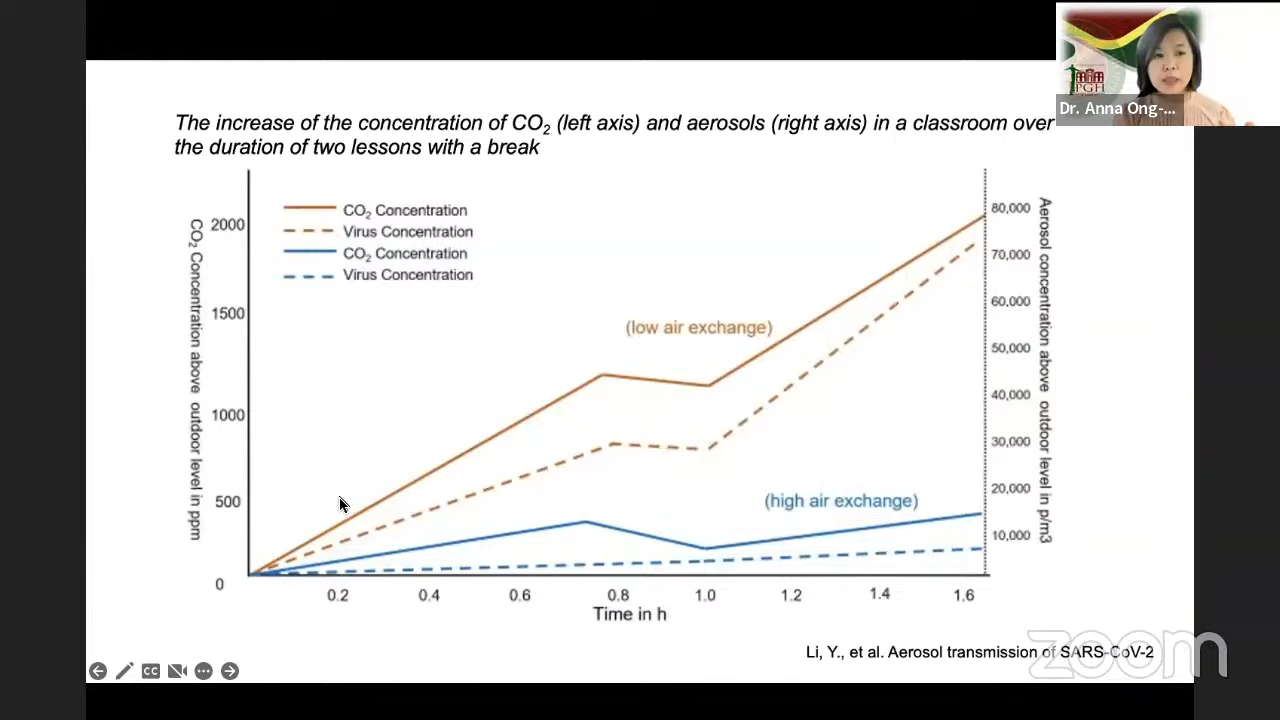 The increase of the concentration of CO₂ (left axis) and aerosols (right axis) in a classroom over
the duration of two lessons with a break
PGH
Dr. Anna Ong-...
CO₂ Concentration
Virus Concentration
CO₂ Concentration
Virus Concentration
CO₂ Concentration above outdoor level in ppm
2000
1500
1000
500
0
(low air exchange)
(high air exchange)
80,000
70,000
60,000
50,000
40,000
30,000
20,000
10,000
Aerosol concentration above outdoor level in p/m3
0.2 0.4 0.6 0.8 1.0 1.2 1.4 1.6
Time in h
Li, Y., et al. Aerosol transmission of SARS-CoV-2
zoom
CC